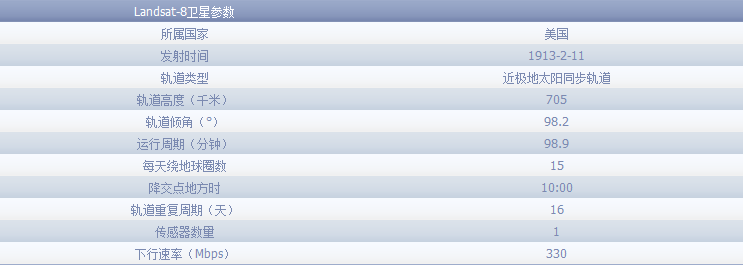 Landsat-8卫星参数
所属国家 美国
发射时间 1913-2-11
轨道类型 近极地太阳同步轨道
轨道高度（千米） 705
轨道倾角（°） 98.2
运行周期（分钟） 98.9
每天绕地球圈数 15
降交点地方时 10:00
轨道重复周期（天） 16
传感器数量 1
下行速率（Mbps） 330